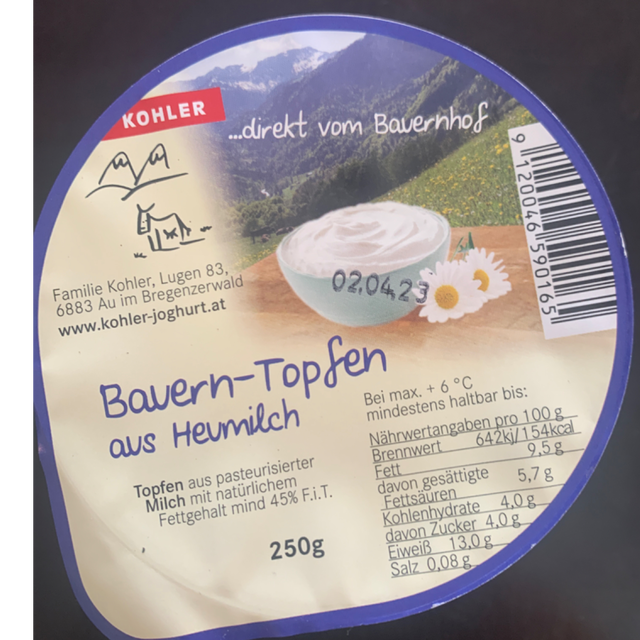 KOHLER
...direkt vom Bauernhof
9 120046 590165
02.04.23
Familie Kohler, Lugen 83,
6883 Au im Bregenzerwald
www.kohler-joghurt.at
Bauern-Topfen
aus Heumilch
Topfen aus pasteurisierter
Milch mit natürlichem
Fettgehalt mind 45% F.i.T.
250g
Bei max. + 6 °C
mindestens haltbar bis:
Nährwertangaben pro 100 g
Brennwert 642kj/154kcal
Fett 9,5 g
davon gesättigte
Fettsäuren 5,7 g
Kohlenhydrate 4,0 g
davon Zucker 4,0 g
Eiweiß 13,0 g
Salz 0,08 g